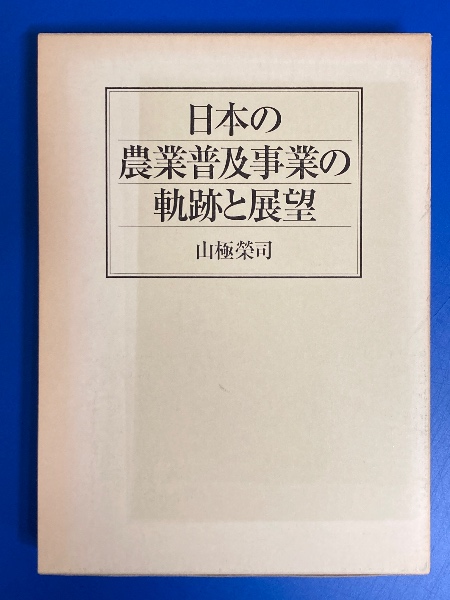 日本の
農業普及事業の
軌跡と展望
山極榮司